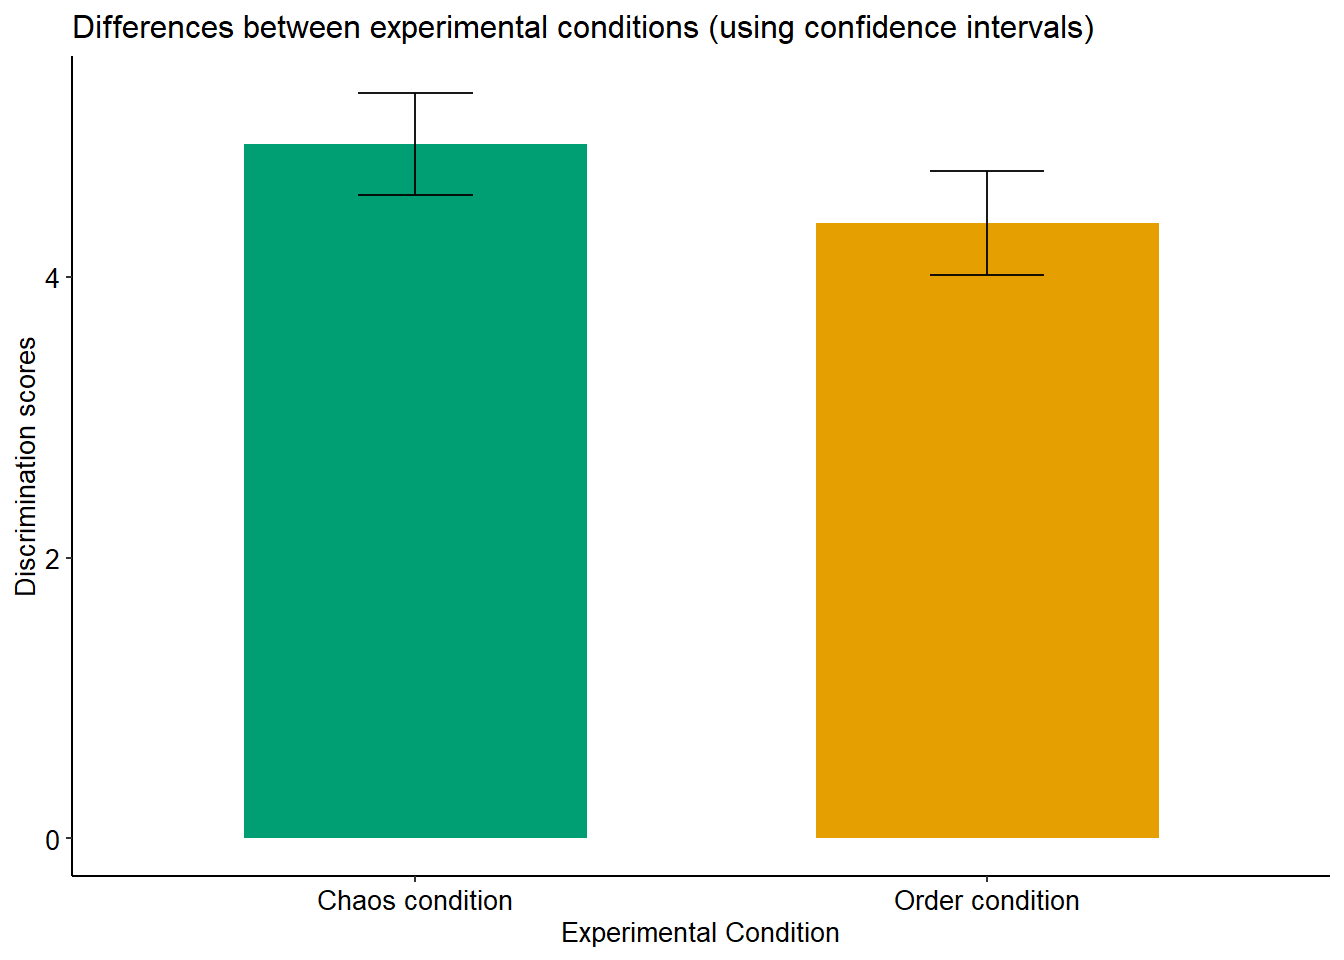 Differences between experimental conditions (using confidence intervals)
Discrimination scores
4
2
0
Chaos condition
Order condition
Experimental Condition